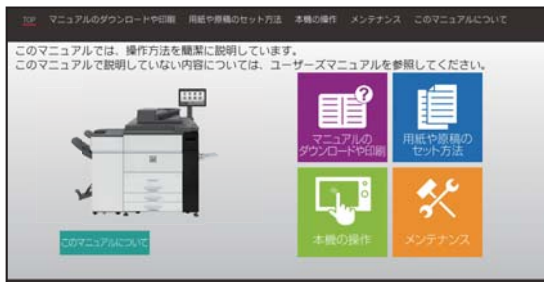 TOP マニュアルのダウンロードや印刷 用紙や原稿のセット方法 本機の操作 メンテナンス このマニュアルについて
このマニュアルでは、操作方法を簡潔に説明しています。
このマニュアルで説明していない内容については、ユーザーズマニュアルを参照してください。
マニュアルの
ダウンロードや印刷
用紙や原稿の
セット方法
本機の操作
メンテナンス
このマニュアルについて